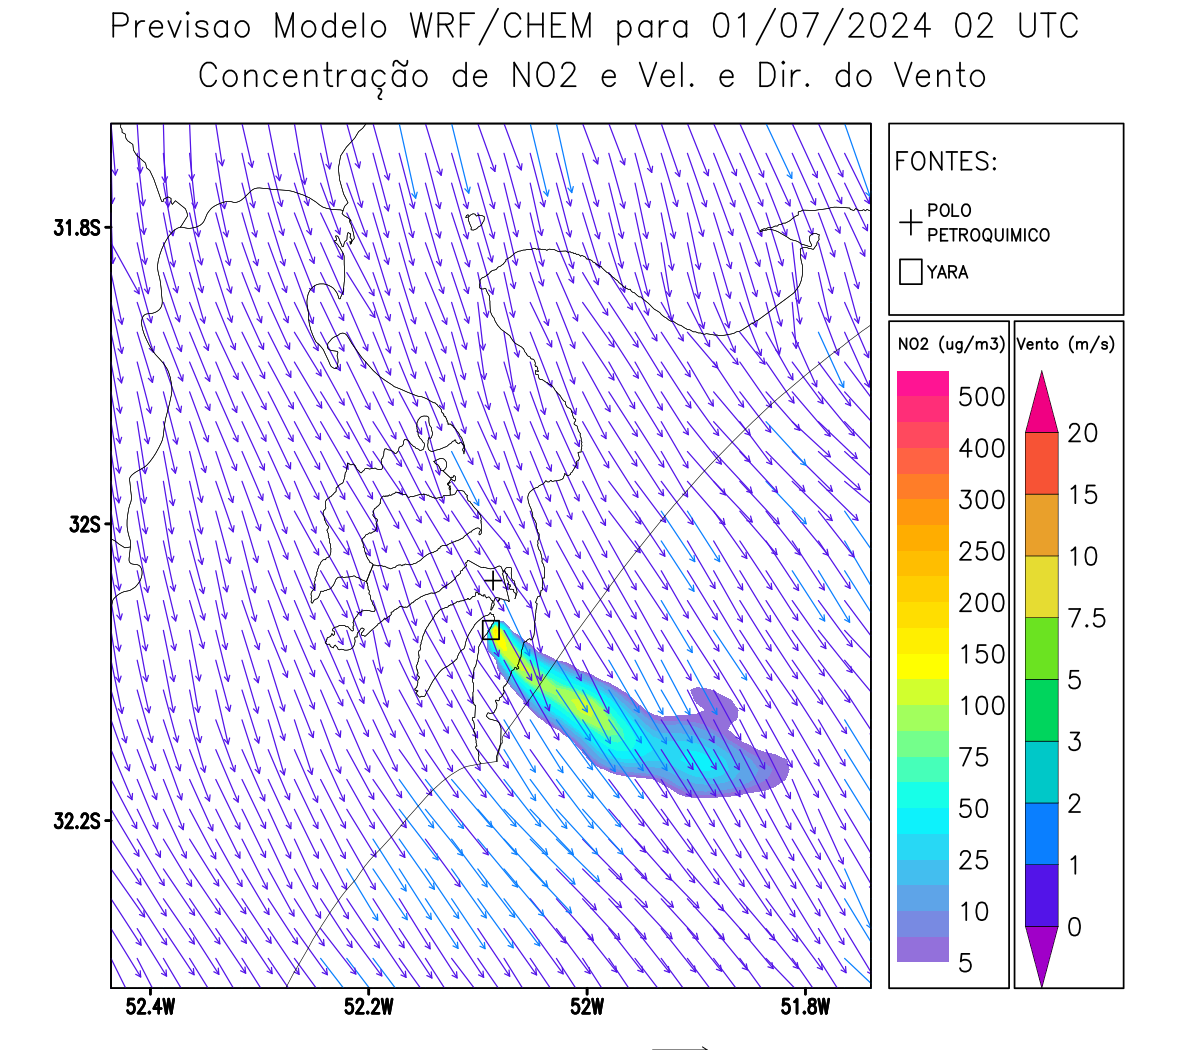 Previsao Modelo WRF/CHEM para 01/07/2024 02 UTC
Concentração de NO2 e Vel. e Dir. do Vento
FONTES:
POLO
PETROQUIMICO
YARA
NO2 (ug/m3)
500
400
300
250
200
150
100
75
50
25
10
5
Vento (m/s)
20
15
10
7.5
5
3
2
1
0
31.8S
32S
32.2S
52.4W
52.2W
52W
51.8W